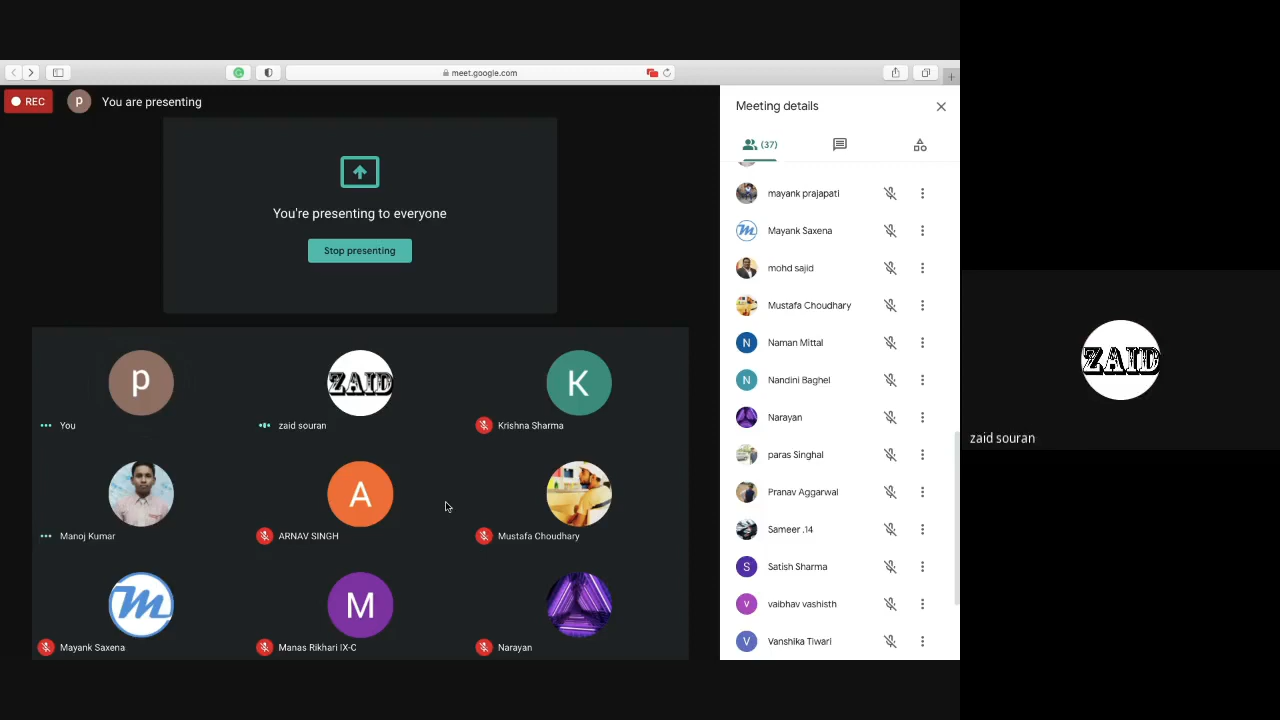 meet.google.com
REC
p
You are presenting
Meeting details
(37)
You're presenting to everyone
Stop presenting
mayank prajapati
Mayank Saxena
mohd sajid
Mustafa Choudhary
N
Naman Mittal
N
Nandini Baghel
Narayan
paras Singhal
Pranav Aggarwal
Sameer .14
S
Satish Sharma
v
vaibhav vashisth
V
Vanshika Tiwari
p
ZAID
K
You
zaid souran
Krishna Sharma
A
Manoj Kumar
ARNAV SINGH
Mustafa Choudhary
m
M
Mayank Saxena
Manas Rikhari IX-C
Narayan
ZAID
zaid souran